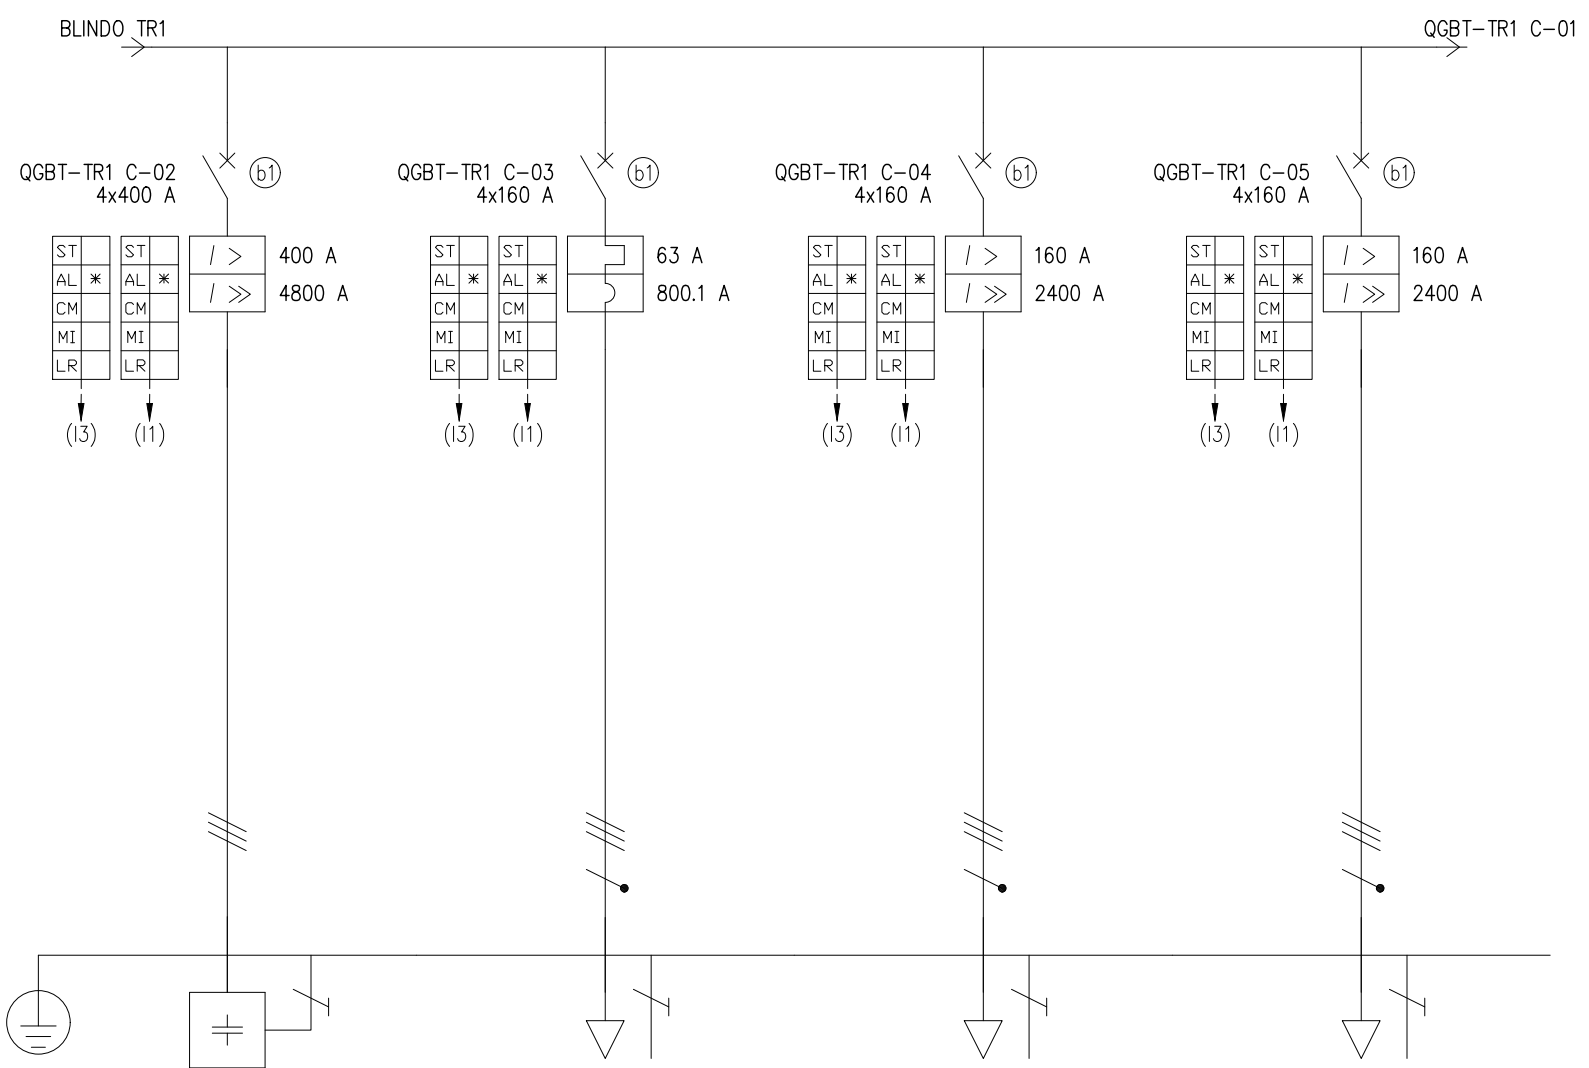 BLINDO TR1
QGBT-TR1 C-01
QGBT-TR1 C-02
4x400 A
b1
ST
AL *
CM
MI
LR
(I3)
ST
AL *
CM
MI
LR
(I1)
I > 400 A
I >> 4800 A
QGBT-TR1 C-03
4x160 A
b1
ST
AL *
CM
MI
LR
(I3)
ST
AL *
CM
MI
LR
(I1)
63 A
800.1 A
QGBT-TR1 C-04
4x160 A
b1
ST
AL *
CM
MI
LR
(I3)
ST
AL *
CM
MI
LR
(I1)
I > 160 A
I >> 2400 A
QGBT-TR1 C-05
4x160 A
b1
ST
AL *
CM
MI
LR
(I3)
ST
AL *
CM
MI
LR
(I1)
I > 160 A
I >> 2400 A